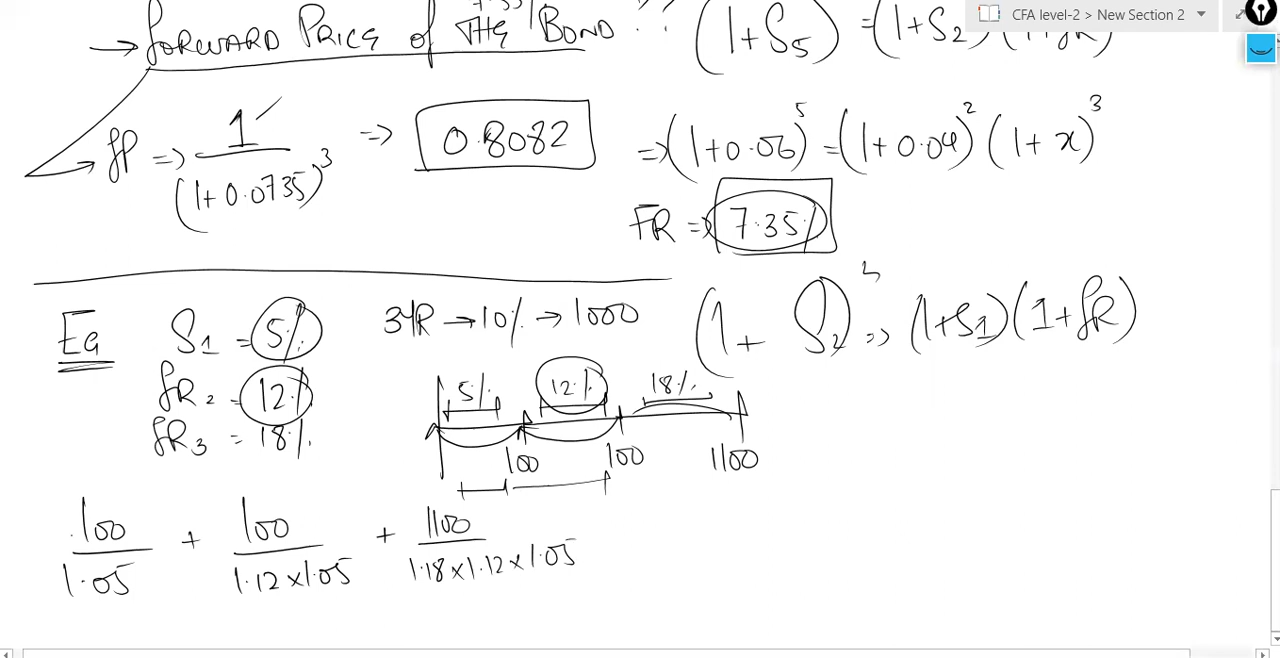 CFA level-2 > New Section 2
→ FORWARD PRICE of THE BOND ??
(1+S₅) = (1+S₂) (1+fR)
fP => 1 / (1+0.0735)³ => 0.8082
=> (1+0.06)⁵ = (1+0.04)² (1+x)³
FR => 7.35%
Eg S₁ = 5%
fR₂ = 12%
fR₃ = 18%
3YR → 10% → 1000
(1 + S₂) => (1+S₁)(1+fR)
5% 12% 18%
100 100 1100
100 / 1.05 + 100 / 1.12×1.05 + 1100 / 1.18×1.12×1.05